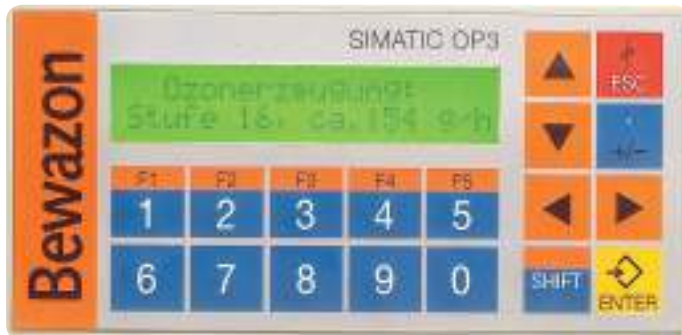 Bewazon
SIMATIC OP3
Ozonerzeugung:
Stufe 16, ca.154 g/h
F1 F2 F3 F4 F5
1 2 3 4 5
6 7 8 9 0
ESC
+/-
SHIFT
ENTER